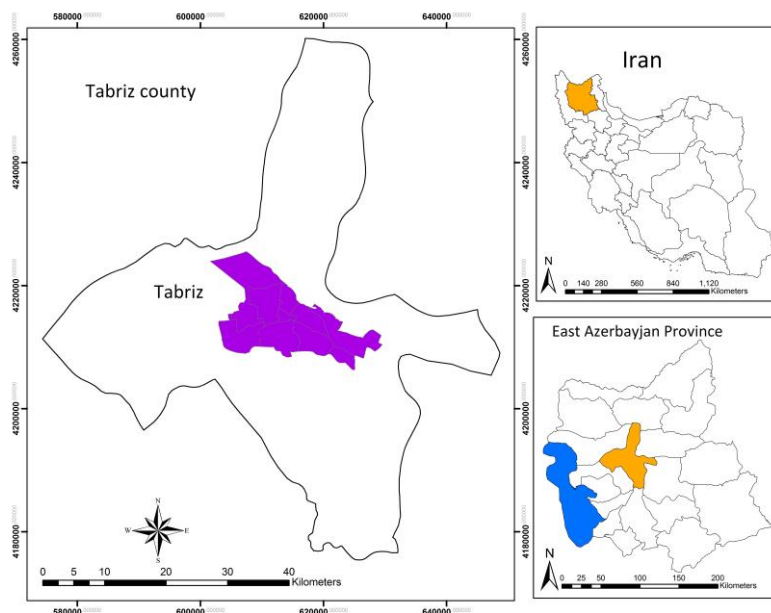 580000 600000 620000 640000
4260000
4240000
4220000
4200000
4180000
Tabriz county
Tabriz
N
W E
S
0 5 10 20 30 40
Kilometers
580000 600000 620000 640000
4260000
4240000
4220000
4200000
4180000
Iran
N
0 140 280 560 840 1,120
Kilometers
East Azerbayjan Province
N
0 25 50 100 150 200
Kilometers